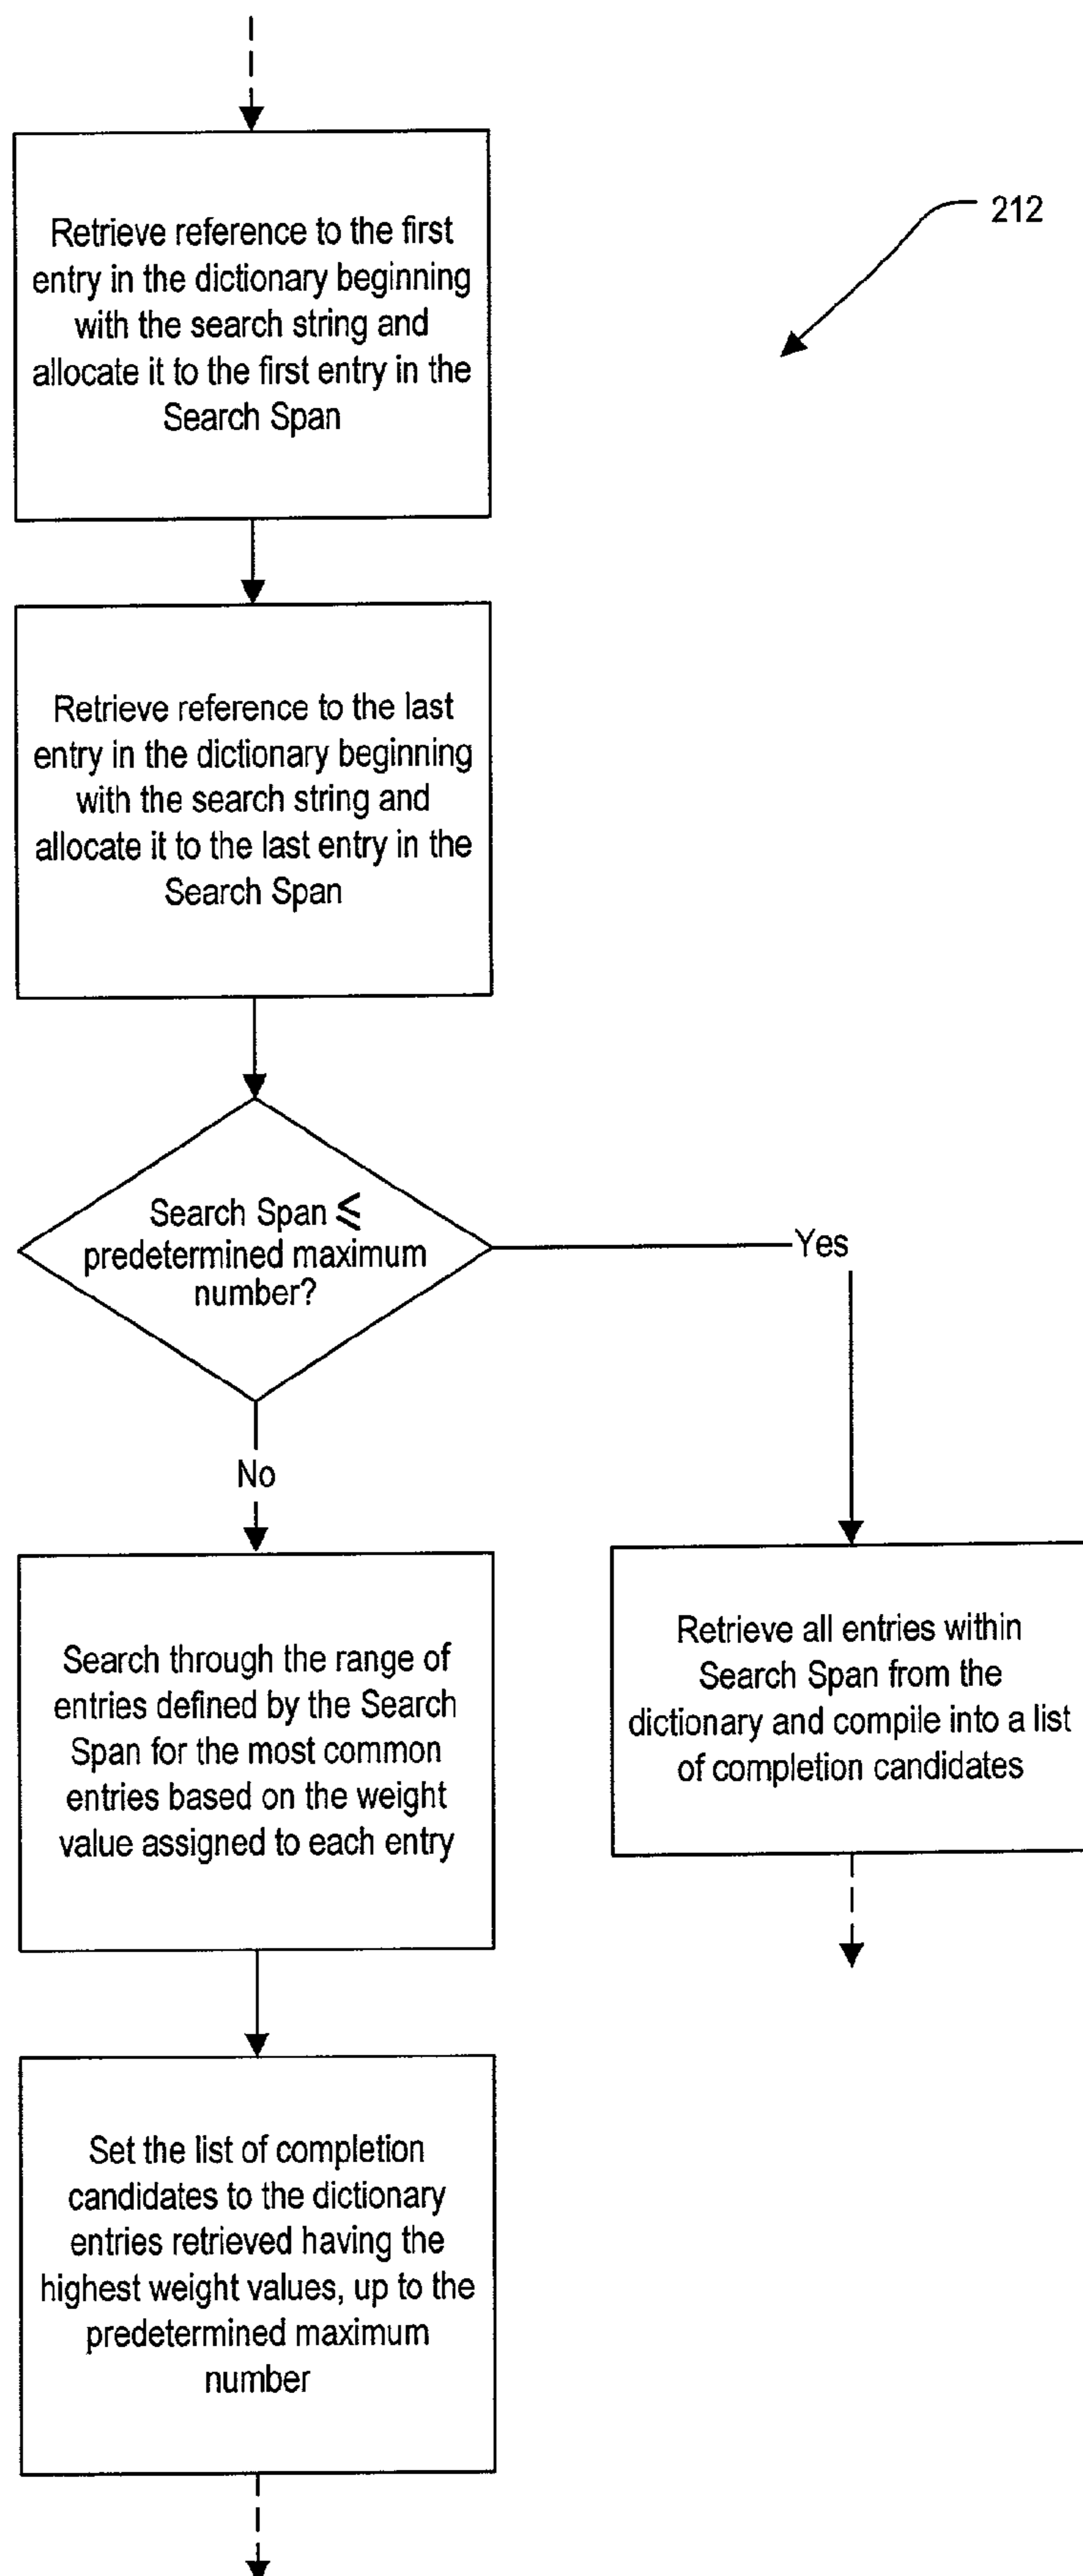 212
Retrieve reference to the first
entry in the dictionary beginning
with the search string and
allocate it to the first entry in the
Search Span
Retrieve reference to the last
entry in the dictionary beginning
with the search string and
allocate it to the last entry in the
Search Span
Search Span ⩽
predetermined maximum
number?
Yes
No
Search through the range of
entries defined by the Search
Span for the most common
entries based on the weight
value assigned to each entry
Retrieve all entries within
Search Span from the
dictionary and compile into a list
of completion candidates
Set the list of completion
candidates to the dictionary
entries retrieved having the
highest weight values, up to the
predetermined maximum
number